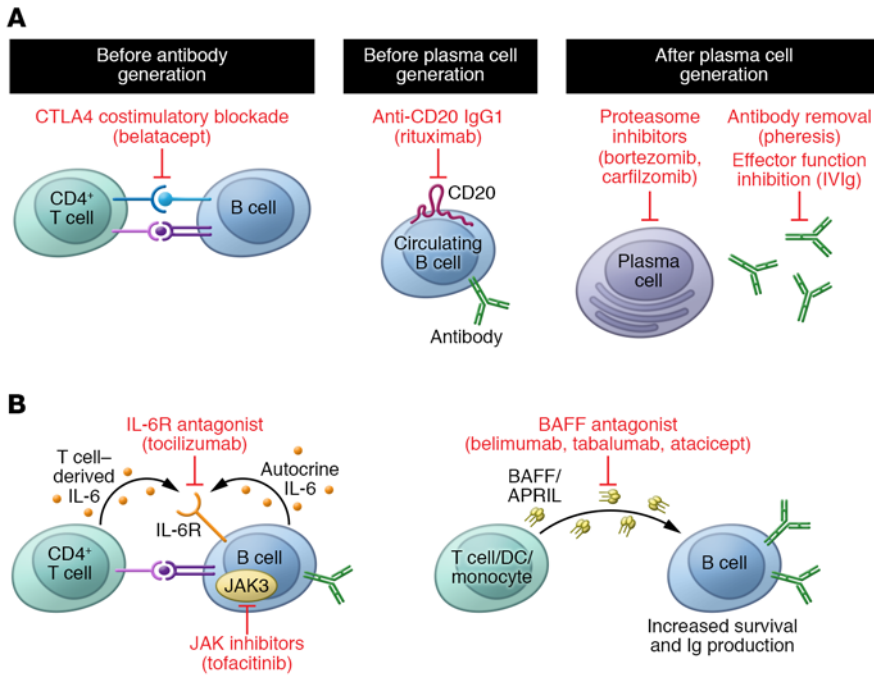 A
Before antibody
generation
CTLA4 costimulatory blockade
(belatacept)
CD4⁺
T cell
B cell
Before plasma cell
generation
Anti-CD20 IgG1
(rituximab)
CD20
Circulating
B cell
Antibody
After plasma cell
generation
Proteasome
inhibitors
(bortezomib,
carfilzomib)
Antibody removal
(pheresis)
Effector function
inhibition (IVIg)
Plasma
cell
B
IL-6R antagonist
(tocilizumab)
T cell–
derived
IL-6
Autocrine
IL-6
IL-6R
CD4⁺
T cell
B cell
JAK3
JAK inhibitors
(tofacitinib)
BAFF antagonist
(belimumab, tabalumab, atacicept)
BAFF/
APRIL
T cell/DC/
monocyte
B cell
Increased survival
and Ig production